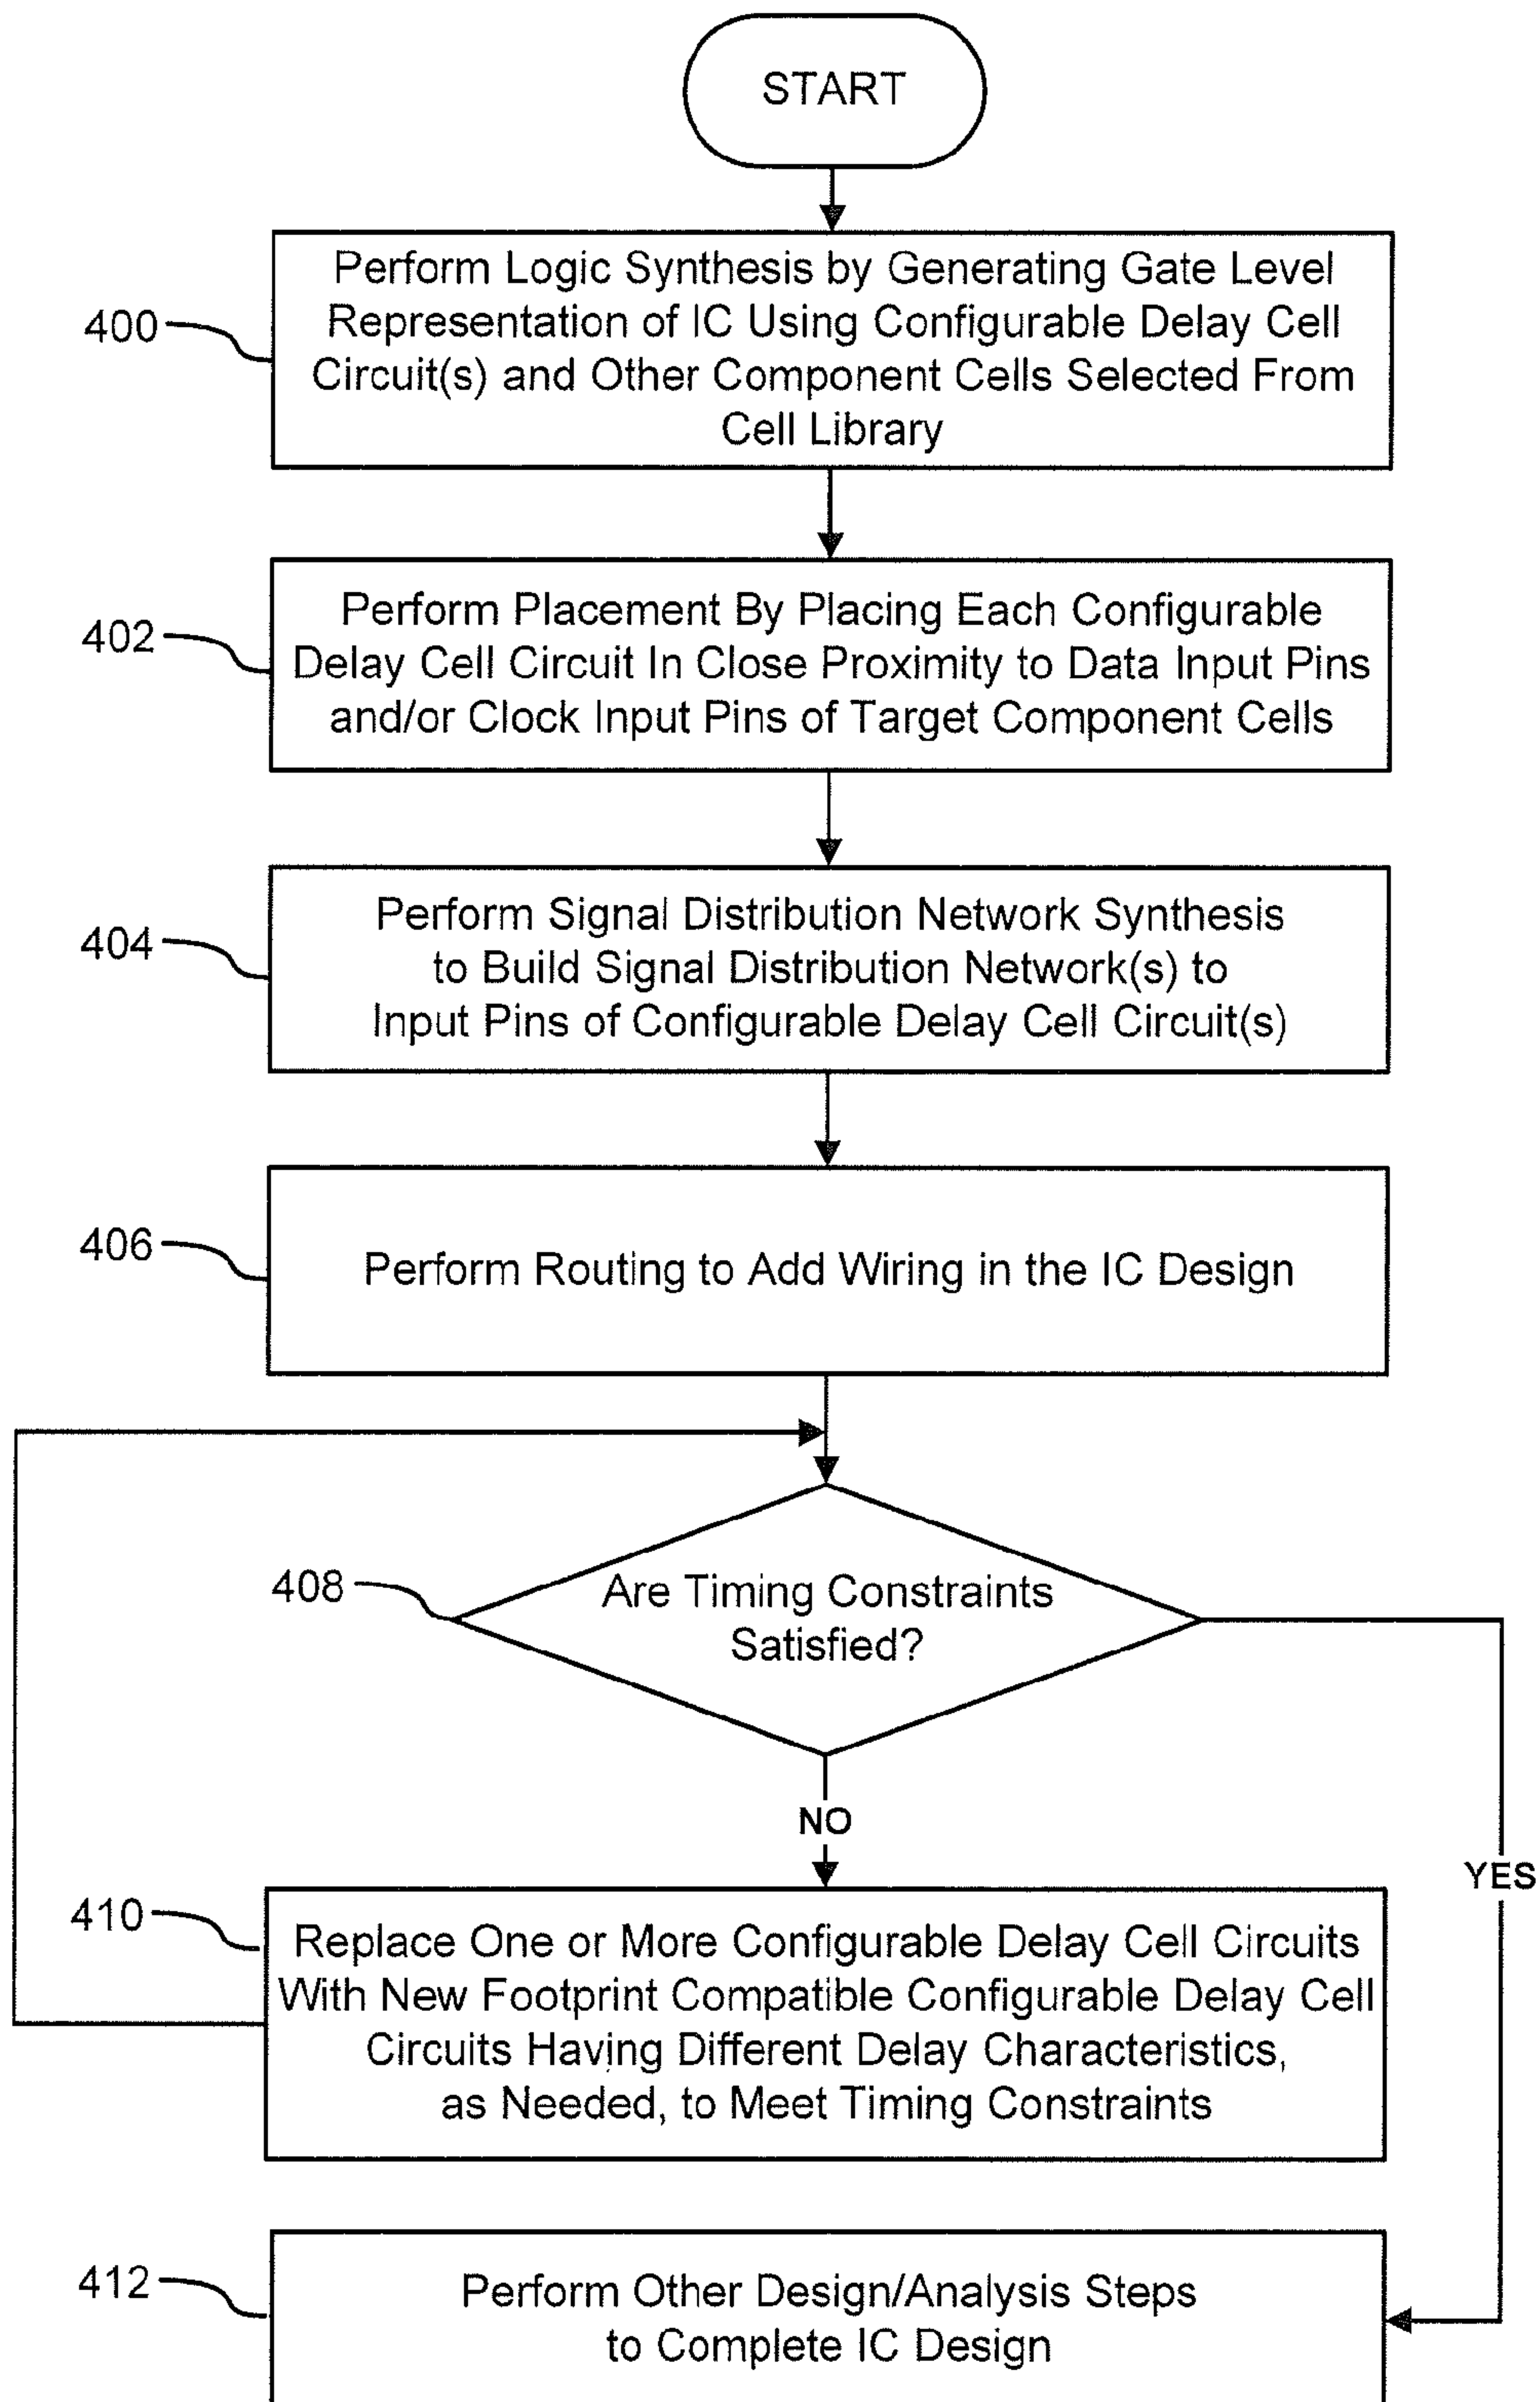 START
400
Perform Logic Synthesis by Generating Gate Level
Representation of IC Using Configurable Delay Cell
Circuit(s) and Other Component Cells Selected From
Cell Library
402
Perform Placement By Placing Each Configurable
Delay Cell Circuit In Close Proximity to Data Input Pins
and/or Clock Input Pins of Target Component Cells
404
Perform Signal Distribution Network Synthesis
to Build Signal Distribution Network(s) to
Input Pins of Configurable Delay Cell Circuit(s)
406
Perform Routing to Add Wiring in the IC Design
408
Are Timing Constraints
Satisfied?
NO
YES
410
Replace One or More Configurable Delay Cell Circuits
With New Footprint Compatible Configurable Delay Cell
Circuits Having Different Delay Characteristics,
as Needed, to Meet Timing Constraints
412
Perform Other Design/Analysis Steps
to Complete IC Design